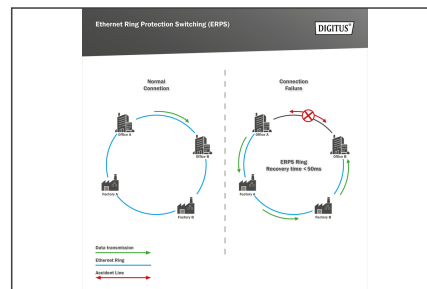 Ethernet Ring Protection Switching (ERPS)
DIGITUS®
Normal
Connetion
Connection
Failure
Office A
Office B
Factory A
Factory B
Office A
Office B
ERPS Ring
Recovery time < 50ms
Factory A
Factory B
Data transmission
Ethernet Ring
Accident Line